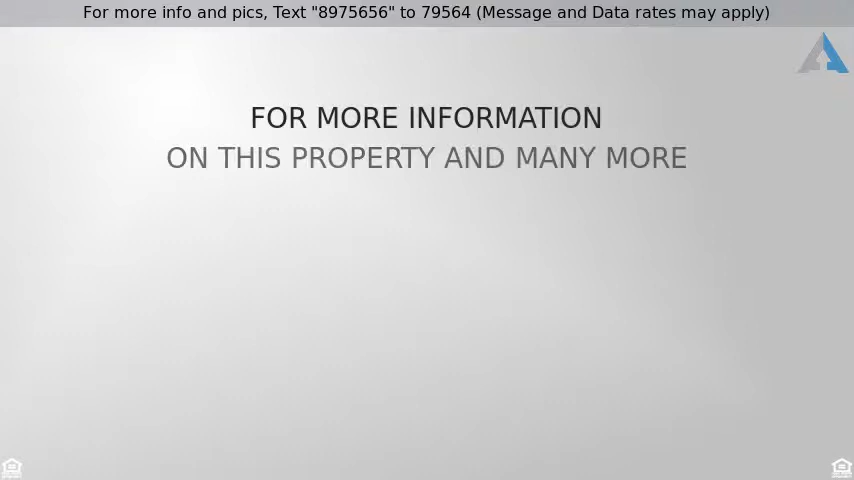 For more info and pics, Text "8975656" to 79564 (Message and Data rates may apply)
FOR MORE INFORMATION
ON THIS PROPERTY AND MANY MORE